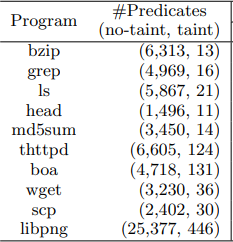 Program #Predicates
(no-taint, taint)
bzip (6,313, 13)
grep (4,969, 16)
ls (5,867, 21)
head (1,496, 11)
md5sum (3,450, 14)
thttpd (6,605, 124)
boa (4,718, 131)
wget (3,230, 36)
scp (2,402, 30)
libpng (25,377, 446)